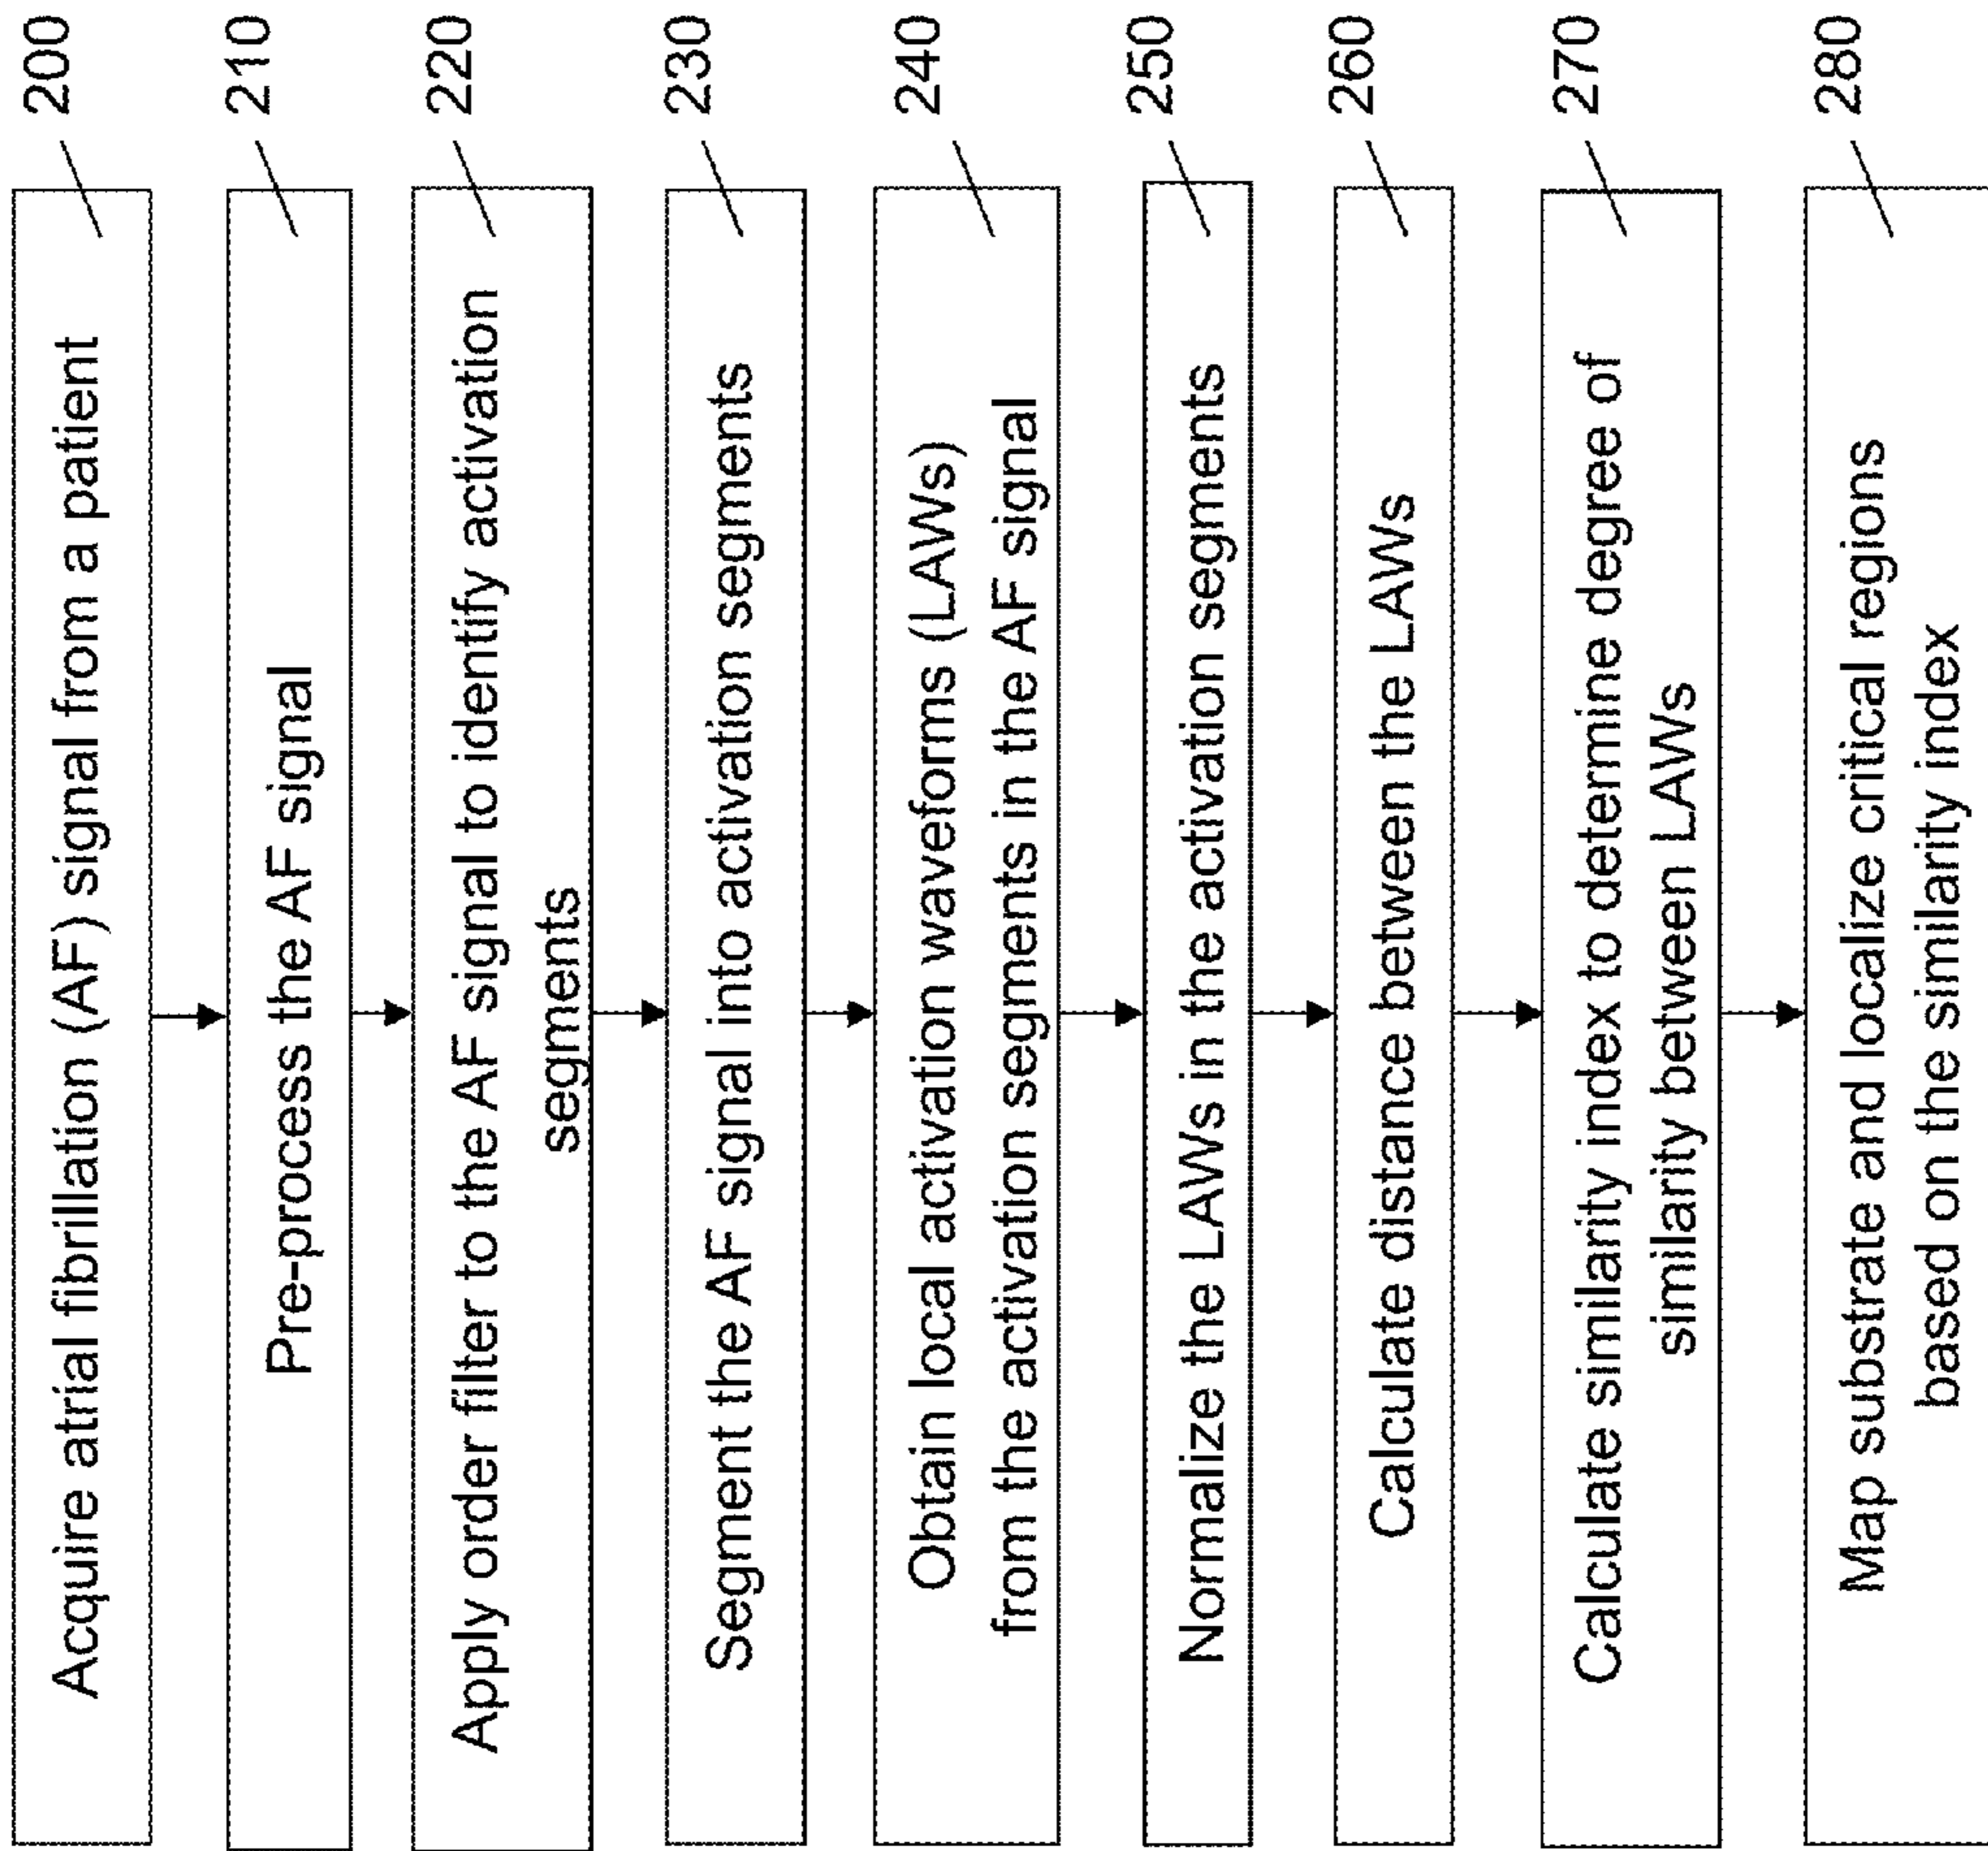 Acquire atrial fibrillation (AF) signal from a patient
200
Pre-process the AF signal
210
Apply order filter to the AF signal to identify activation
segments
220
Segment the AF signal into activation segments
230
Obtain local activation waveforms (LAWs)
from the activation segments in the AF signal
240
Normalize the LAWs in the activation segments
250
Calculate distance between the LAWs
260
Calculate similarity index to determine degree of
similarity between LAWs
270
Map substrate and localize critical regions
based on the similarity index
280